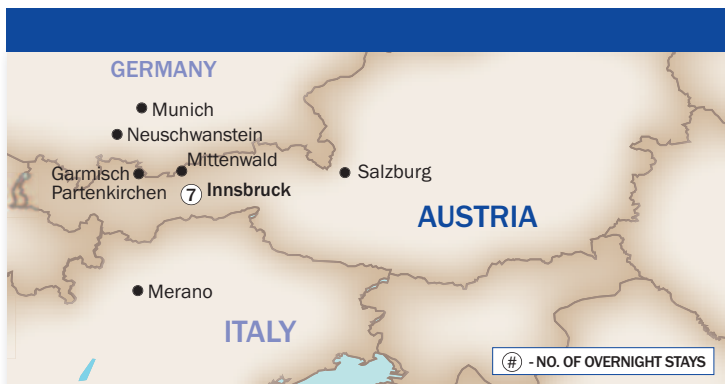 GERMANY
Munich
Neuschwanstein
Mittenwald
Garmisch
Partenkirchen
7 Innsbruck
Salzburg
AUSTRIA
Merano
ITALY
# - NO. OF OVERNIGHT STAYS